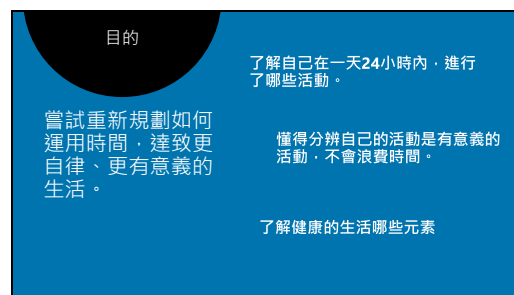 目的
嘗試重新規劃如何
運用時間，達致更
自律、更有意義的
生活。
了解自己在一天24小時內，進行
了哪些活動。
懂得分辨自己的活動是有意義的
活動，不會浪費時間。
了解健康的生活哪些元素